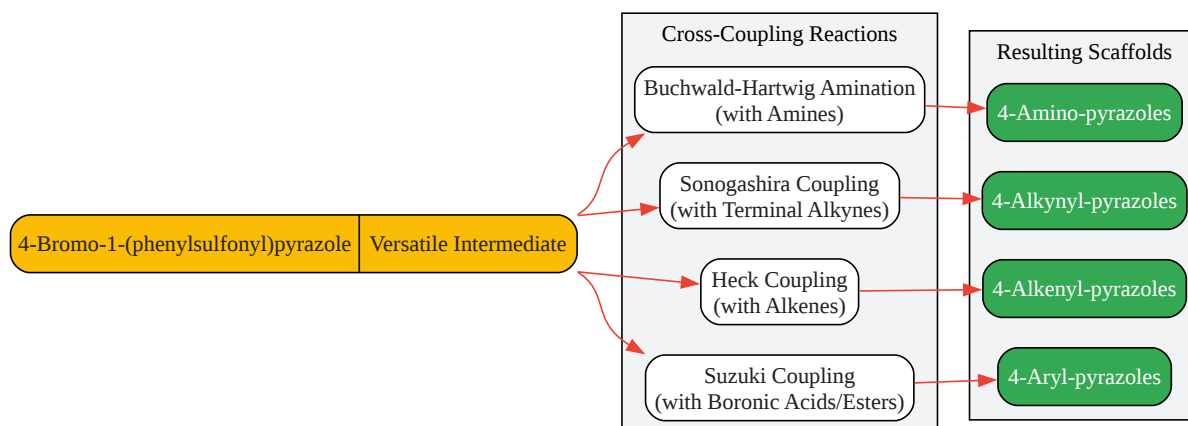 4-Bromo-1-(phenylsulfonyl)pyrazole
Versatile Intermediate
Cross-Coupling Reactions
Buchwald-Hartwig Amination
(with Amines)
Sonogashira Coupling
(with Terminal Alkynes)
Heck Coupling
(with Alkenes)
Suzuki Coupling
(with Boronic Acids/Esters)
Resulting Scaffolds
4-Amino-pyrazoles
4-Alkynyl-pyrazoles
4-Alkenyl-pyrazoles
4-Aryl-pyrazoles